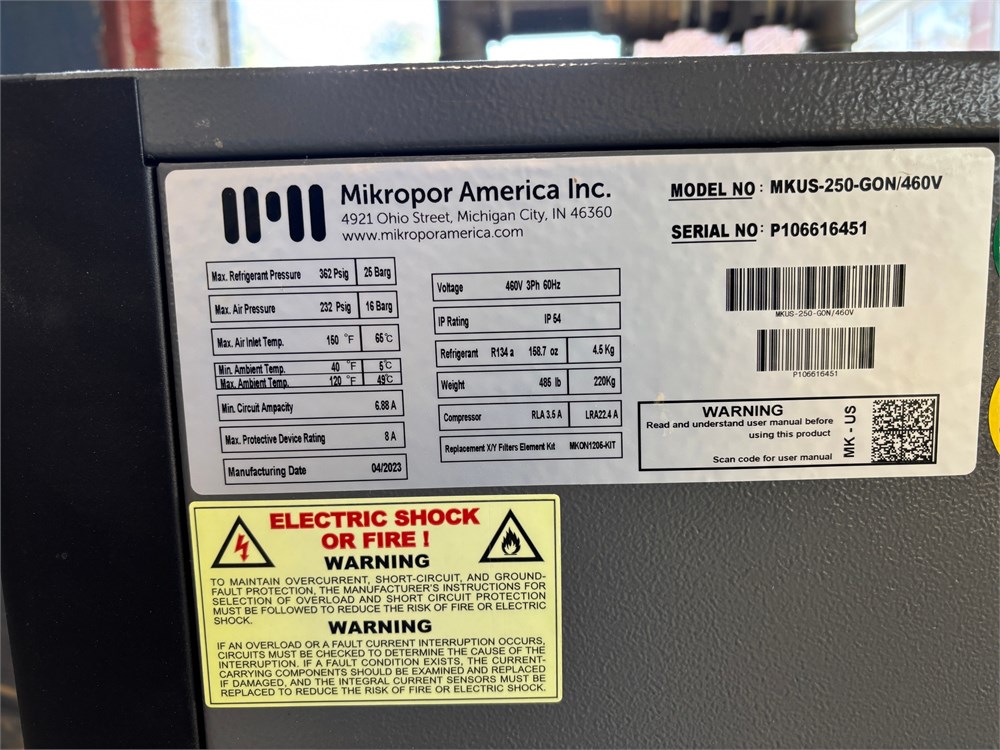 Mikropor America Inc.
4921 Ohio Street, Michigan City, IN 46360
www.mikroporamerica.com
MODEL NO : MKUS-250-GON/460V
SERIAL NO: P106616451
MKUS-250-GON/460V
P106616451
Max. Refrigerant Pressure 362 Psig 25 Barg
Max. Air Pressure 232 Psig 16 Barg
Max. Air Inlet Temp. 150 °F 65°C
Min. Ambient Temp. 40 °F 5°C
Max. Ambient Temp. 120 °F 49°C
Min. Circuit Ampacity 6.88 A
Max. Protective Device Rating 8 A
Manufacturing Date 04/2023
Voltage 460V 3Ph 60Hz
IP Rating IP 54
Refrigerant R134 a 158.7 oz 4.5 Kg
Weight 485 lb 220Kg
Compressor RLA 3.5 A LRA22.4 A
Replacement X/Y Filters Element Kit MKON1205-KIT
WARNING
Read and understand user manual before
using this product
Scan code for user manual
MK - US
ELECTRIC SHOCK
OR FIRE !
WARNING
TO MAINTAIN OVERCURRENT, SHORT-CIRCUIT, AND GROUND-
FAULT PROTECTION, THE MANUFACTURER'S INSTRUCTIONS FOR
SELECTION OF OVERLOAD AND SHORT CIRCUIT PROTECTION
MUST BE FOLLOWED TO REDUCE THE RISK OF FIRE OR ELECTRIC
SHOCK.
WARNING
IF AN OVERLOAD OR A FAULT CURRENT INTERRUPTION OCCURS,
CIRCUITS MUST BE CHECKED TO DETERMINE THE CAUSE OF THE
INTERRUPTION. IF A FAULT CONDITION EXISTS, THE CURRENT-
CARRYING COMPONENTS SHOULD BE EXAMINED AND REPLACED
IF DAMAGED, AND THE INTEGRAL CURRENT SENSORS MUST BE
REPLACED TO REDUCE THE RISK OF FIRE OR ELECTRIC SHOCK.